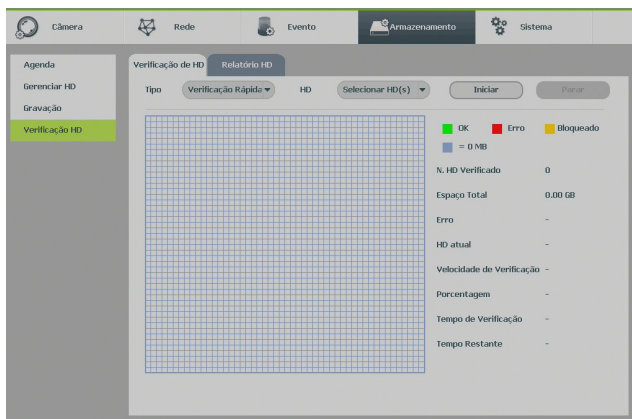 Câmera Rede Evento Armazenamento Sistema
Agenda
Gerenciar HD
Gravação
Verificação HD
Verificação de HD Relatório HD
Tipo Verificação Rápida HD Selecionar HD(s) Iniciar Parar
OK Erro Bloqueado
= 0 MB
N. HD Verificado 0
Espaço Total 0.00 GB
Erro -
HD atual -
Velocidade de Verificação -
Porcentagem -
Tempo de Verificação -
Tempo Restante -